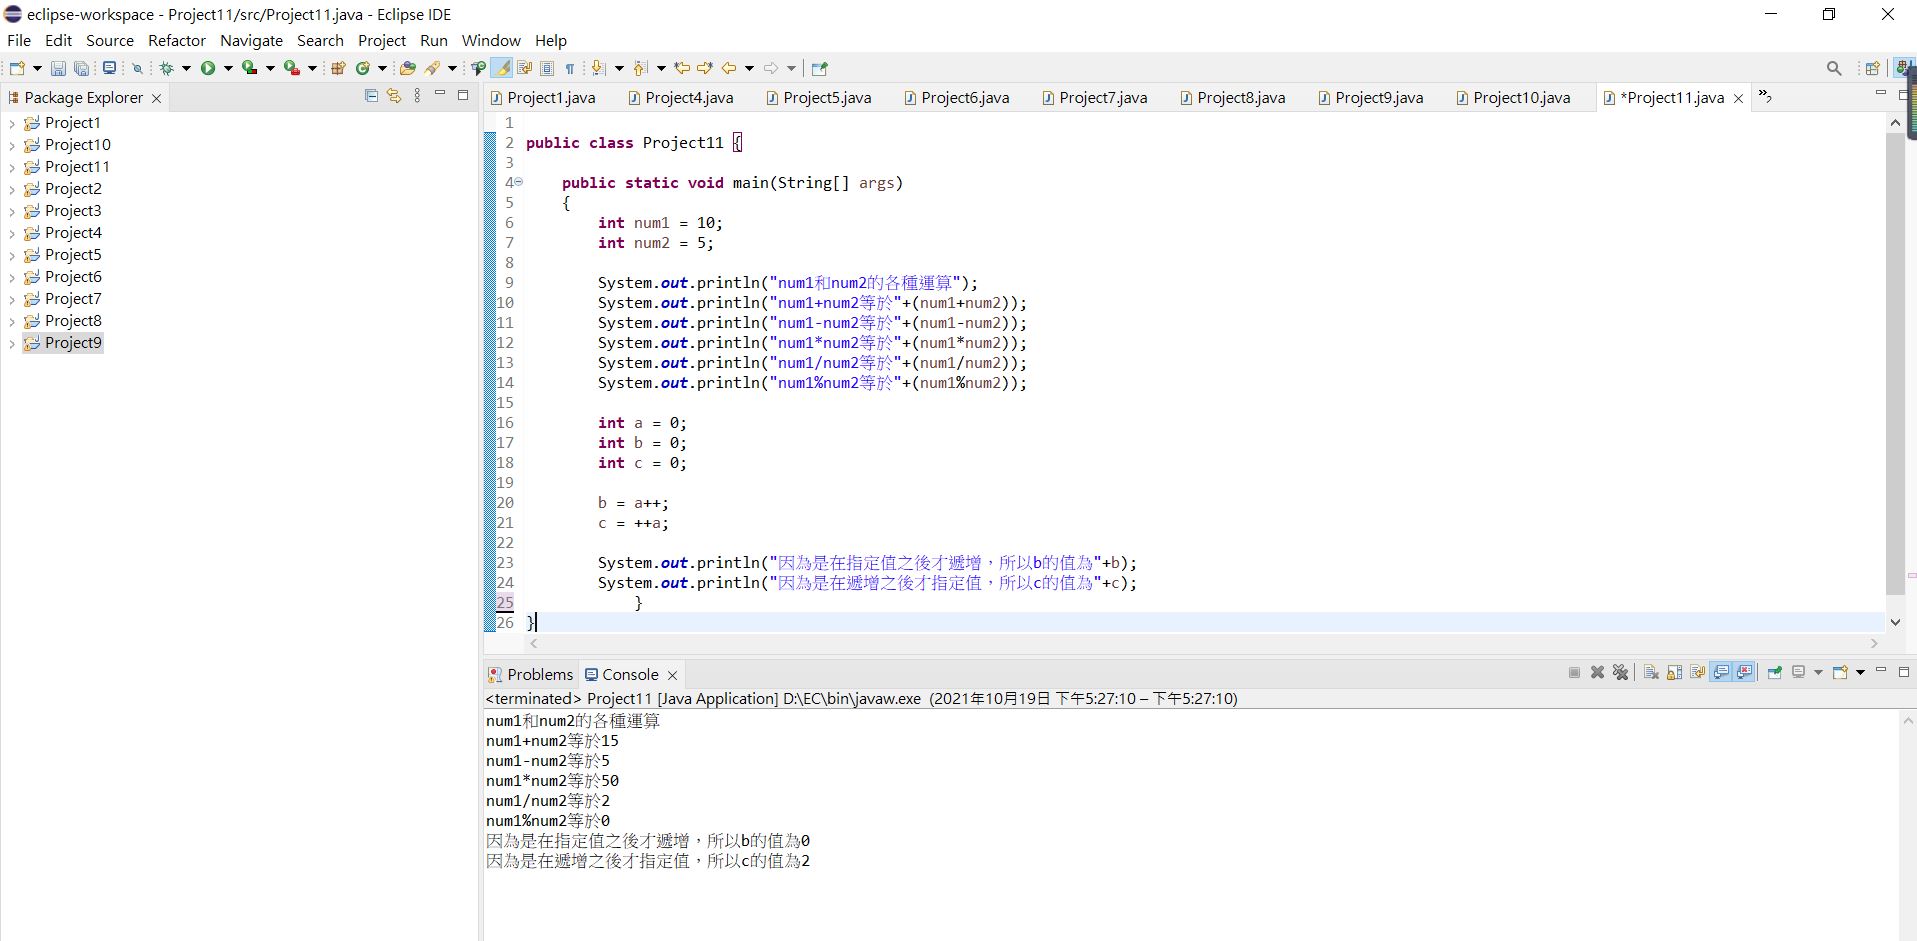 eclipse-workspace - Project11/src/Project11.java - Eclipse IDE
File Edit Source Refactor Navigate Search Project Run Window Help
Package Explorer
Project1
Project10
Project11
Project2
Project3
Project4
Project5
Project6
Project7
Project8
Project9
Project1.java Project4.java Project5.java Project6.java Project7.java Project8.java Project9.java Project10.java *Project11.java »2
1
2 public class Project11 {
3
4 public static void main(String[] args)
5 {
6 int num1 = 10;
7 int num2 = 5;
8
9 System.out.println("num1和num2的各種運算");
10 System.out.println("num1+num2等於"+(num1+num2));
11 System.out.println("num1-num2等於"+(num1-num2));
12 System.out.println("num1*num2等於"+(num1*num2));
13 System.out.println("num1/num2等於"+(num1/num2));
14 System.out.println("num1%num2等於"+(num1%num2));
15
16 int a = 0;
17 int b = 0;
18 int c = 0;
19
20 b = a++;
21 c = ++a;
22
23 System.out.println("因為是在指定值之後才遞增，所以b的值為"+b);
24 System.out.println("因為是在遞增之後才指定值，所以c的值為"+c);
25 }
26 }
Problems Console
<terminated> Project11 [Java Application] D:\EC\bin\javaw.exe (2021年10月19日 下午5:27:10 – 下午5:27:10)
num1和num2的各種運算
num1+num2等於15
num1-num2等於5
num1*num2等於50
num1/num2等於2
num1%num2等於0
因為是在指定值之後才遞增，所以b的值為0
因為是在遞增之後才指定值，所以c的值為2